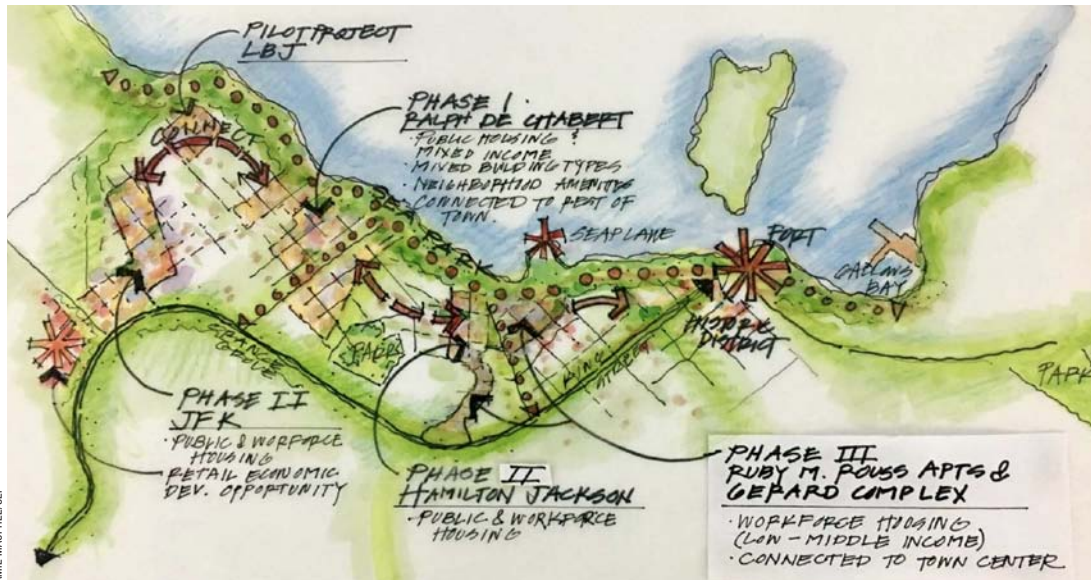 PILOT PROJECT
LBJ
CONNECT
PHASE I
RALPH DE CHABERT
· PUBLIC HOUSING &
MIXED INCOME
· MIXED BUILDING TYPES
· NEIGHBORHOOD AMENITIES
· CONNECTED TO REST OF
TOWN.
PARK
SEAPLANE
FORT
GALLOWS
BAY
HISTORIC
DISTRICT
PARK
ORANGE
GROVE
PARK
KING
STREET
PHASE II
JFK
· PUBLIC & WORKFORCE
HOUSING
RETAIL ECONOMIC
DEV. OPPORTUNITY
PHASE II
HAMILTON JACKSON
· PUBLIC & WORKFORCE
HOUSING
PHASE III
RUBY M. ROUSS APTS &
GERARD COMPLEX
· WORKFORCE HOUSING
(LOW-MIDDLE INCOME)
· CONNECTED TO TOWN CENTER